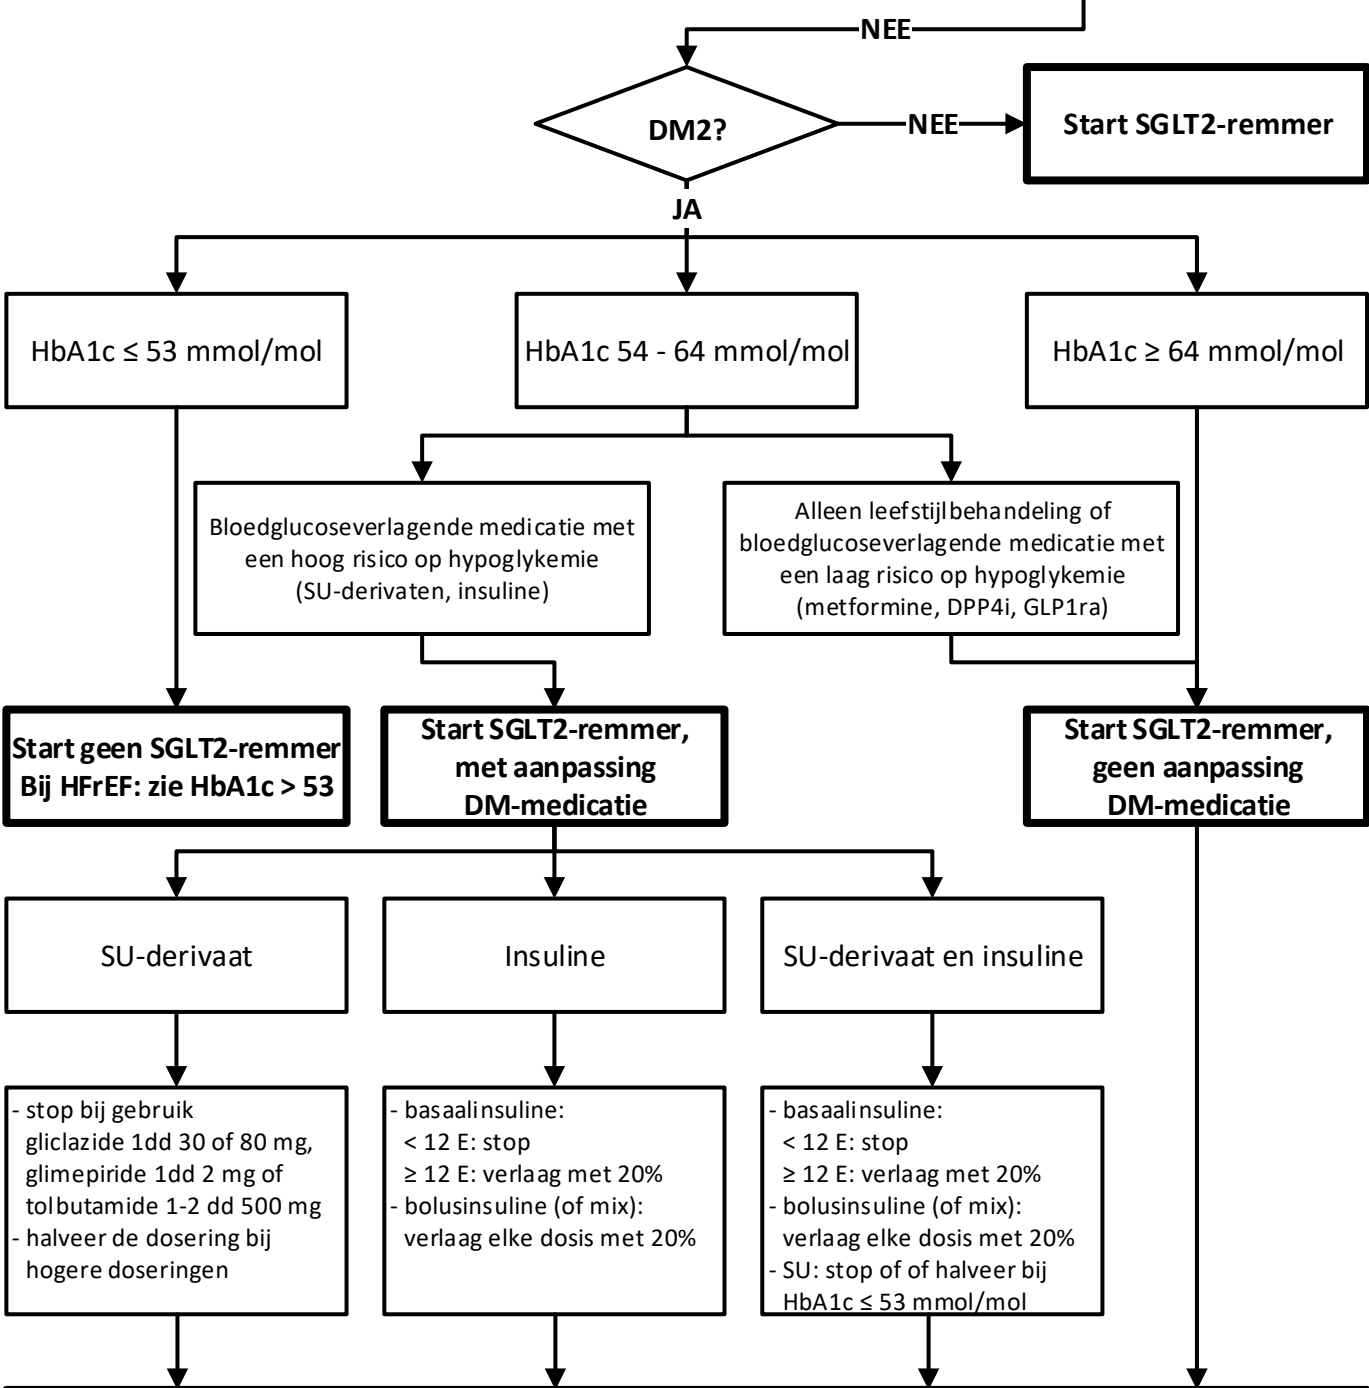 NEE
DM2?
NEE
Start SGLT2-remmer
JA
HbA1c ≤ 53 mmol/mol
HbA1c 54 - 64 mmol/mol
HbA1c ≥ 64 mmol/mol
Bloedglucoseverlagende medicatie met
een hoog risico op hypoglykemie
(SU-derivaten, insuline)
Alleen leefstijlbehandeling of
bloedglucoseverlagende medicatie met
een laag risico op hypoglykemie
(metformine, DPP4i, GLP1ra)
Start geen SGLT2-remmer
Bij HFrEF: zie HbA1c > 53
Start SGLT2-remmer,
met aanpassing
DM-medicatie
Start SGLT2-remmer,
geen aanpassing
DM-medicatie
SU-derivaat
Insuline
SU-derivaat en insuline
- stop bij gebruik
gliclazide 1dd 30 of 80 mg,
glimepiride 1dd 2 mg of
tolbutamide 1-2 dd 500 mg
- halveer de dosering bij
hogere doseringen
- basaalinsuline:
< 12 E: stop
≥ 12 E: verlaag met 20%
- bolusinsuline (of mix):
verlaag elke dosis met 20%
- basaalinsuline:
< 12 E: stop
≥ 12 E: verlaag met 20%
- bolusinsuline (of mix):
verlaag elke dosis met 20%
- SU: stop of of halveer bij
HbA1c ≤ 53 mmol/mol